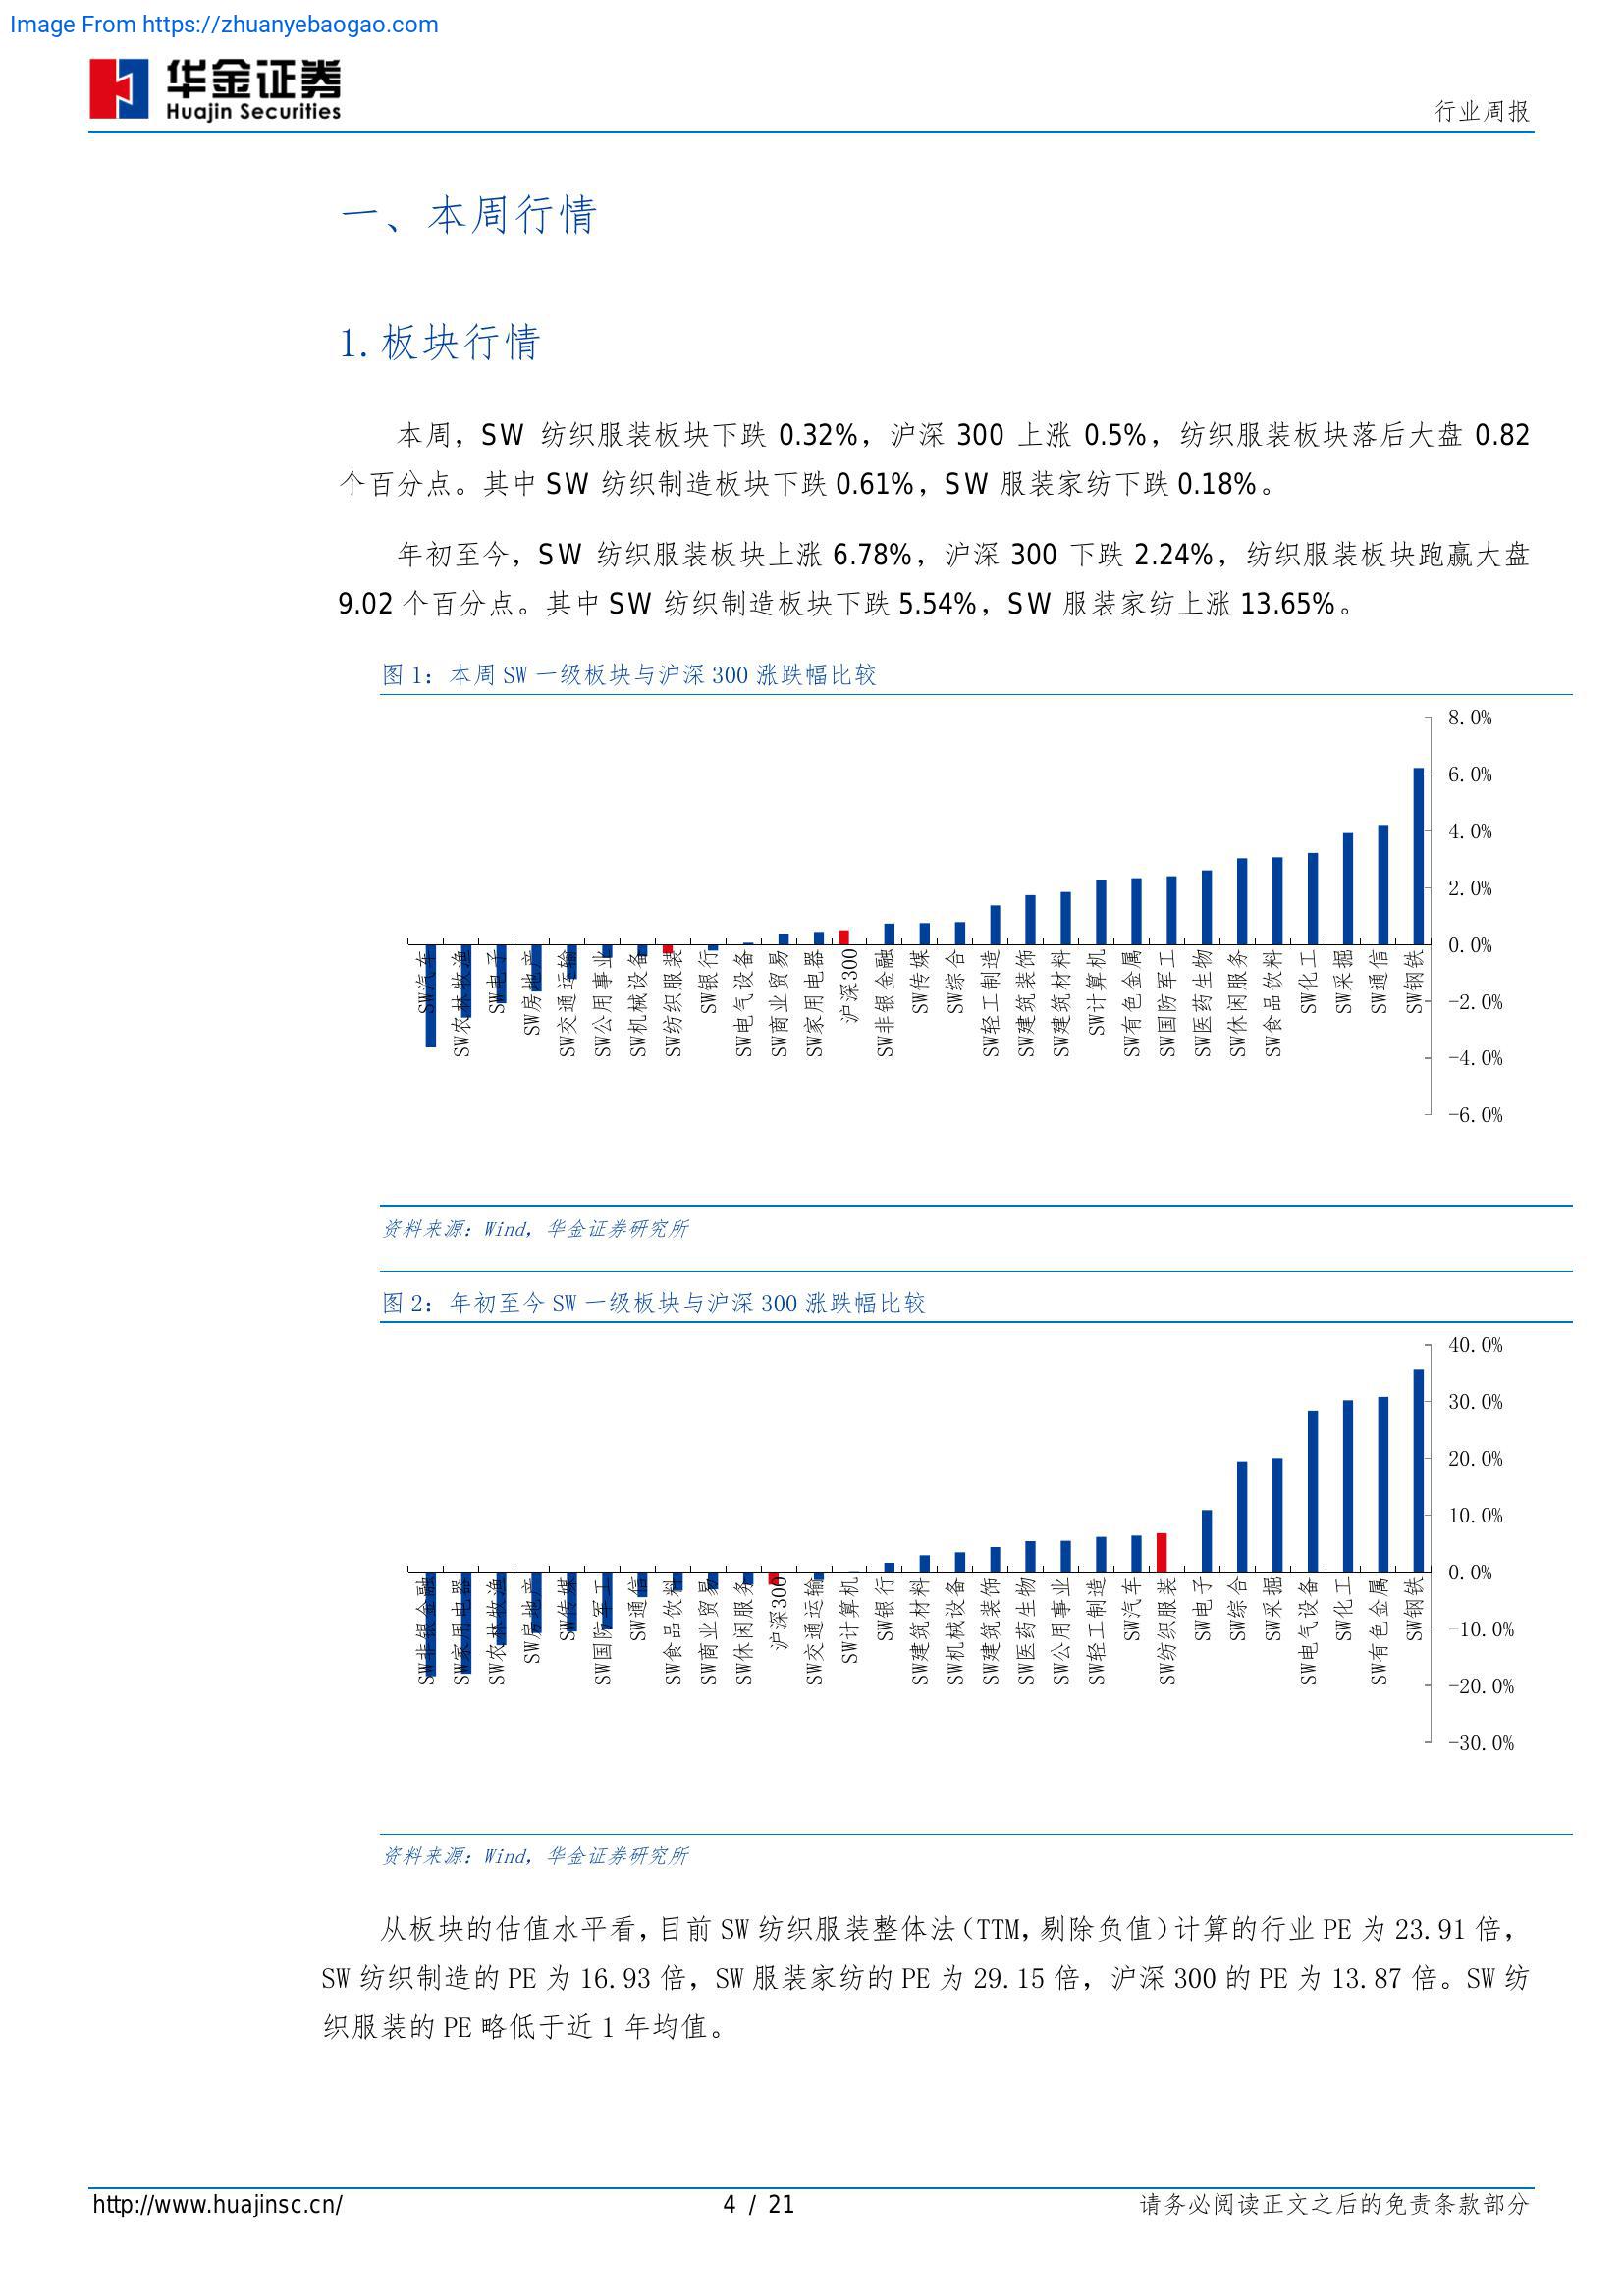 Image From https://zhuanyebaogao.com
华金证券
Huajin Securities
行业周报
一、本周行情
1.板块行情
本周，SW 纺织服装板块下跌 0.32%，沪深 300 上涨 0.5%，纺织服装板块落后大盘 0.82
个百分点。其中 SW 纺织制造板块下跌 0.61%，SW 服装家纺下跌 0.18%。
年初至今，SW 纺织服装板块上涨 6.78%，沪深 300 下跌 2.24%，纺织服装板块跑赢大盘
9.02 个百分点。其中 SW 纺织制造板块下跌 5.54%，SW 服装家纺上涨 13.65%。
图 1：本周 SW 一级板块与沪深 300 涨跌幅比较
8.0%
6.0%
4.0%
2.0%
0.0%
-2.0%
-4.0%
-6.0%
SW汽车
SW农林牧渔
SW电子
SW房地产
SW交通运输
SW公用事业
SW机械设备
SW纺织服装
SW银行
SW电气设备
SW商业贸易
SW家用电器
沪深300
SW非银金融
SW传媒
SW综合
SW轻工制造
SW建筑装饰
SW建筑材料
SW计算机
SW有色金属
SW国防军工
SW医药生物
SW休闲服务
SW食品饮料
SW化工
SW采掘
SW通信
SW钢铁
资料来源：Wind，华金证券研究所
图 2：年初至今 SW 一级板块与沪深 300 涨跌幅比较
40.0%
30.0%
20.0%
10.0%
0.0%
-10.0%
-20.0%
-30.0%
SW非银金融
SW家用电器
SW农林牧渔
SW房地产
SW传媒
SW国防军工
SW通信
SW食品饮料
SW商业贸易
SW休闲服务
沪深300
SW交通运输
SW计算机
SW银行
SW建筑材料
SW机械设备
SW建筑装饰
SW医药生物
SW公用事业
SW轻工制造
SW汽车
SW纺织服装
SW电子
SW综合
SW采掘
SW电气设备
SW化工
SW有色金属
SW钢铁
资料来源：Wind，华金证券研究所
从板块的估值水平看，目前 SW 纺织服装整体法（TTM，剔除负值）计算的行业 PE 为 23.91 倍，
SW 纺织制造的 PE 为 16.93 倍，SW 服装家纺的 PE 为 29.15 倍，沪深 300 的 PE 为 13.87 倍。SW 纺
织服装的 PE 略低于近 1 年均值。
http://www.huajinsc.cn/
4 / 21
请务必阅读正文之后的免责条款部分